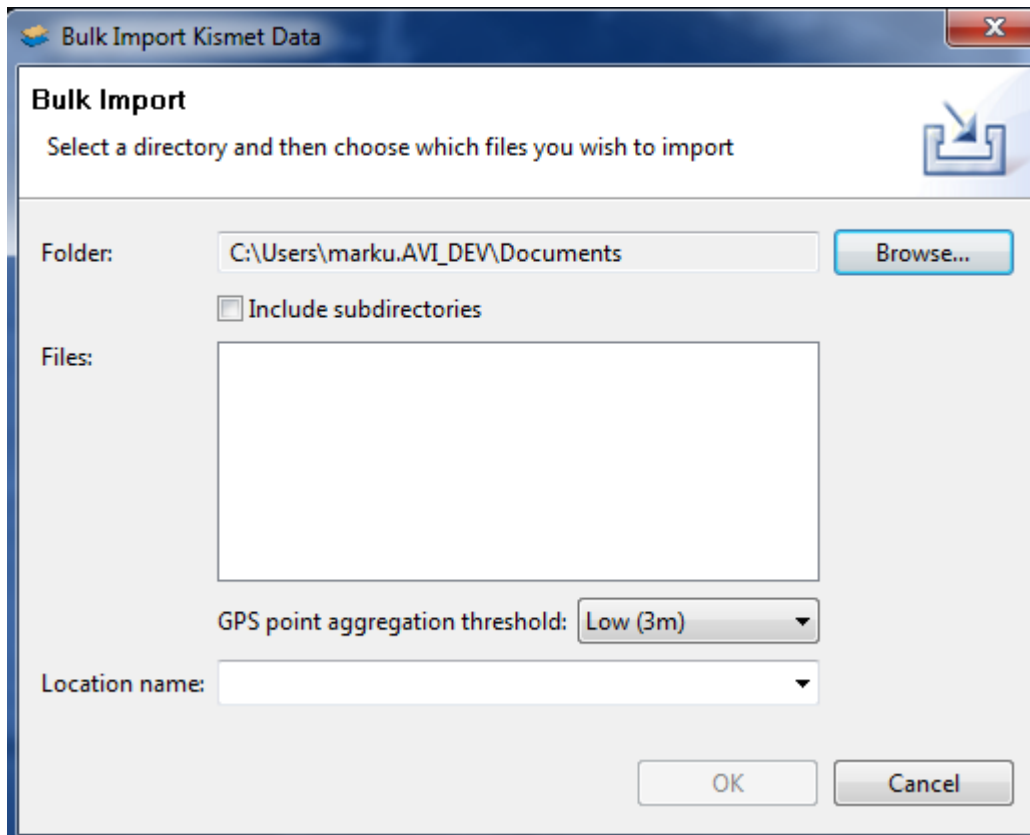 Bulk Import Kismet Data
Bulk Import
Select a directory and then choose which files you wish to import
Folder: C:\Users\marku.AVI_DEV\Documents Browse...
Include subdirectories
Files:
GPS point aggregation threshold: Low (3m)
Location name:
OK Cancel